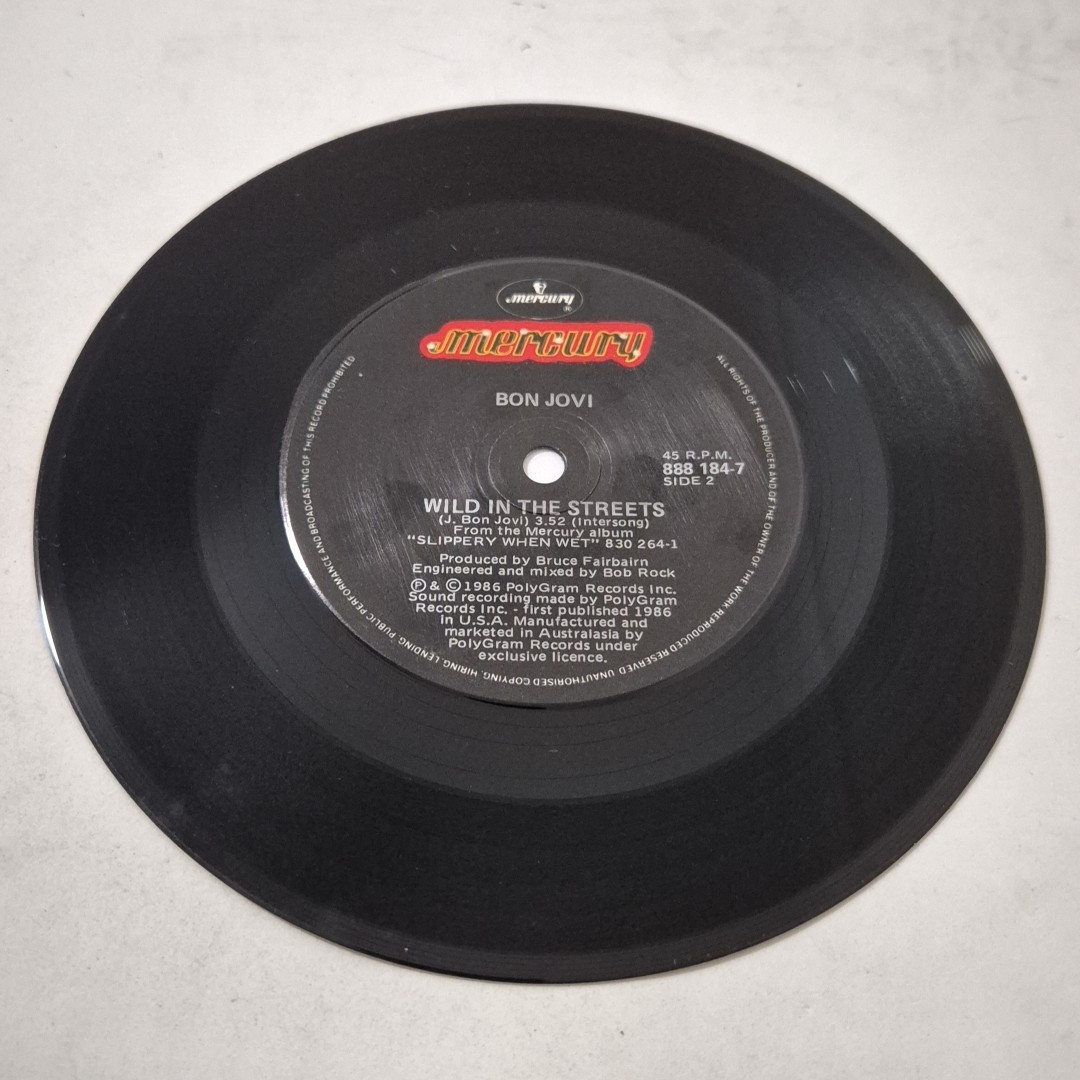 mercury
®
mercury
BON JOVI
45 R.P.M.
888 184-7
SIDE 2
WILD IN THE STREETS
(J. Bon Jovi) 3.52 (Intersong)
From the Mercury album
"SLIPPERY WHEN WET" 830 264-1
Produced by Bruce Fairbairn
Engineered and mixed by Bob Rock
Ⓟ & © 1986 PolyGram Records Inc.
Sound recording made by PolyGram
Records Inc. - first published 1986
in U.S.A. Manufactured and
marketed in Australasia by
PolyGram Records under
exclusive licence.
ALL RIGHTS OF THE PRODUCER AND OF THE OWNER OF THE WORK REPRODUCED RESERVED. UNAUTHORISED COPYING, HIRING, LENDING, PUBLIC PERFORMANCE AND BROADCASTING OF THIS RECORD PROHIBITED